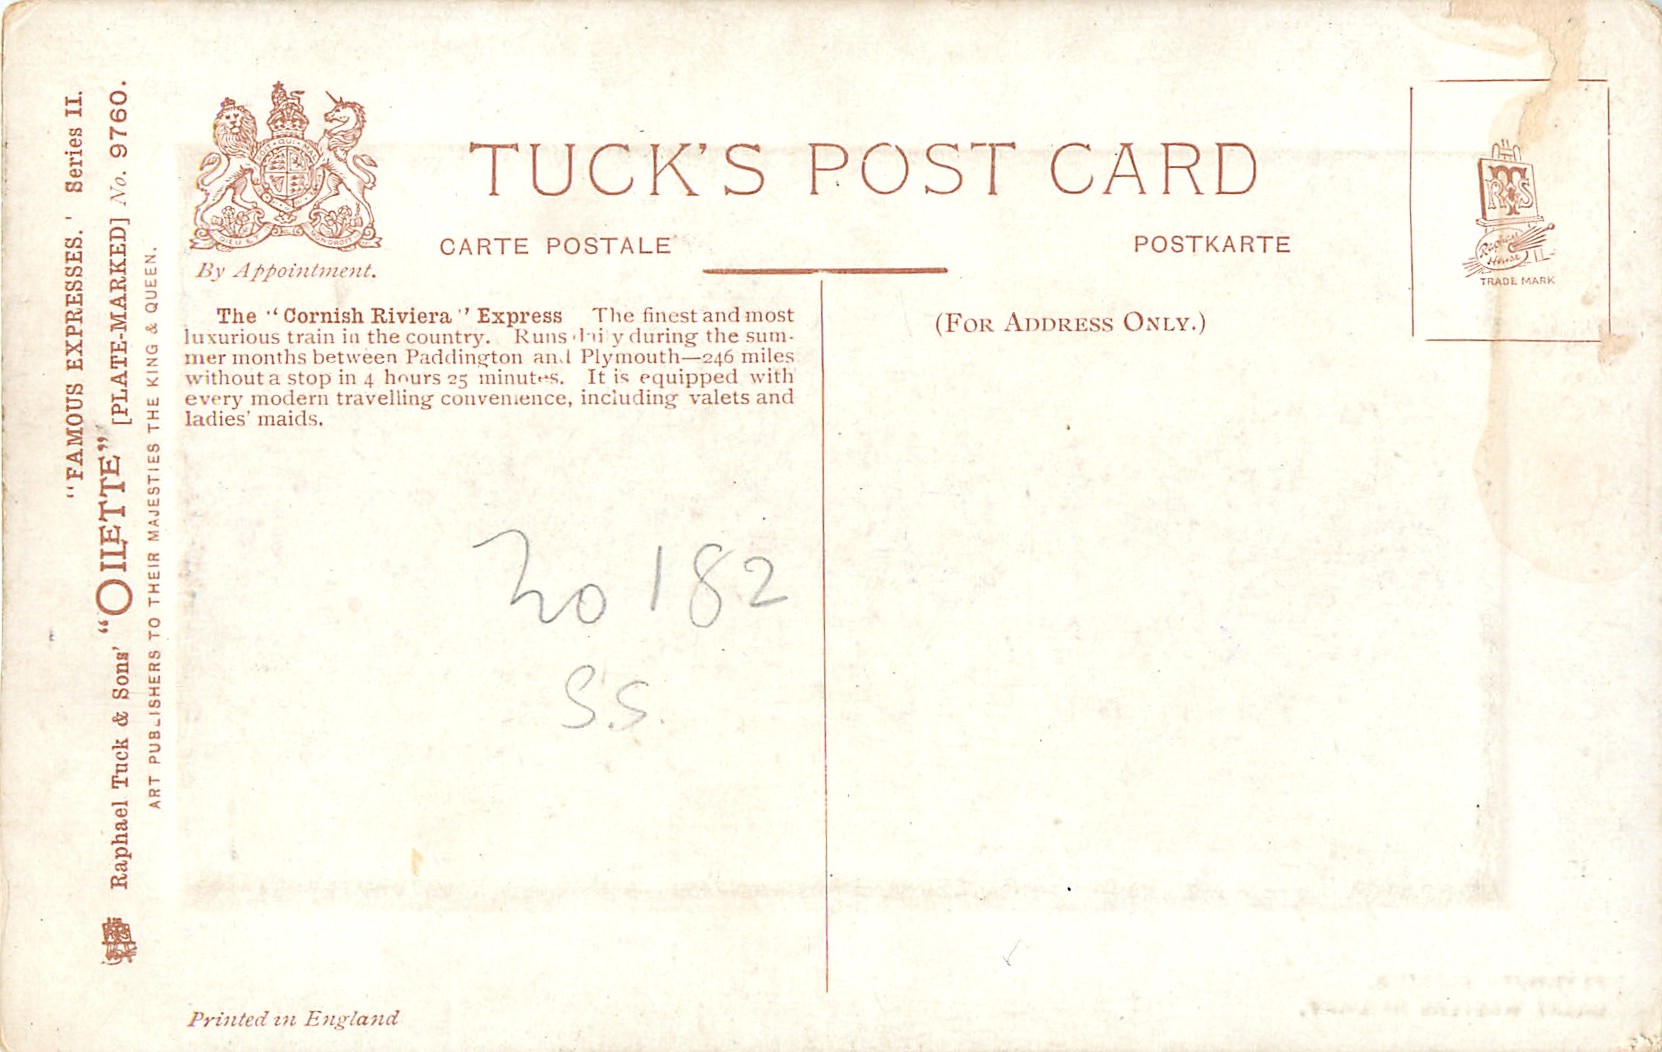 "FAMOUS EXPRESSES.' Series II.
Raphael Tuck & Sons' "OILETTE" [PLATE-MARKED] No. 9760.
ART PUBLISHERS TO THEIR MAJESTIES THE KING & QUEEN.
By Appointment.
TUCK'S POST CARD
CARTE POSTALE
POSTKARTE
TRADE MARK
The "Cornish Riviera" Express The finest and most
luxurious train in the country. Runs daily during the sum-
mer months between Paddington and Plymouth—246 miles
without a stop in 4 hours 25 minutes. It is equipped with
every modern travelling convenience, including valets and
ladies' maids.
(FOR ADDRESS ONLY.)
182
S.S.
Printed in England